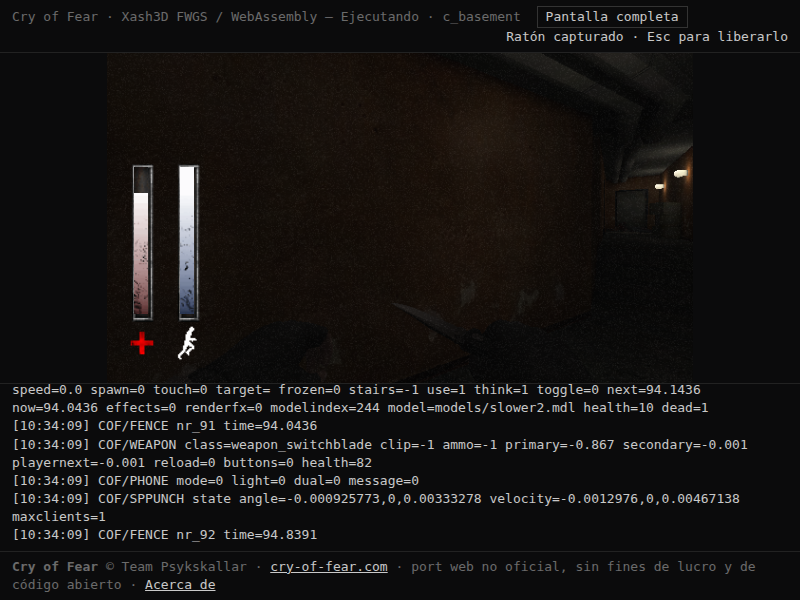 Cry of Fear · Xash3D FWGS / WebAssembly — Ejecutando · c_basement
Pantalla completa
Ratón capturado · Esc para liberarlo
speed=0.0 spawn=0 touch=0 target= frozen=0 stairs=-1 use=1 think=1 toggle=0 next=94.1436
now=94.0436 effects=0 renderfx=0 modelindex=244 model=models/slower2.mdl health=10 dead=1
[10:34:09] COF/FENCE nr_91 time=94.0436
[10:34:09] COF/WEAPON class=weapon_switchblade clip=-1 ammo=-1 primary=-0.867 secondary=-0.001
playernext=-0.001 reload=0 buttons=0 health=82
[10:34:09] COF/PHONE mode=0 light=0 dual=0 message=0
[10:34:09] COF/SPPUNCH state angle=-0.000925773,0,0.00333278 velocity=-0.0012976,0,0.00467138
maxclients=1
[10:34:09] COF/FENCE nr_92 time=94.8391
Cry of Fear © Team Psykskallar · cry-of-fear.com · port web no oficial, sin fines de lucro y de
código abierto · Acerca de